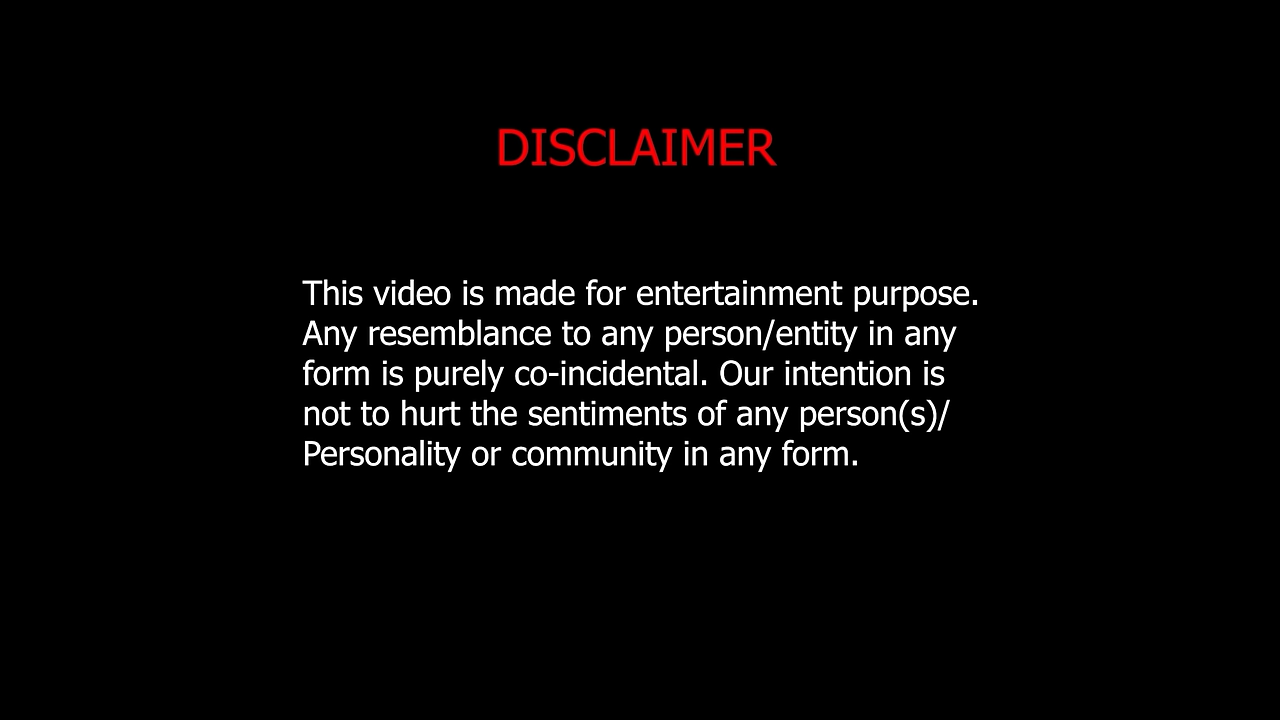 DISCLAIMER
This video is made for entertainment purpose.
Any resemblance to any person/entity in any
form is purely co-incidental. Our intention is
not to hurt the sentiments of any person(s)/
Personality or community in any form.